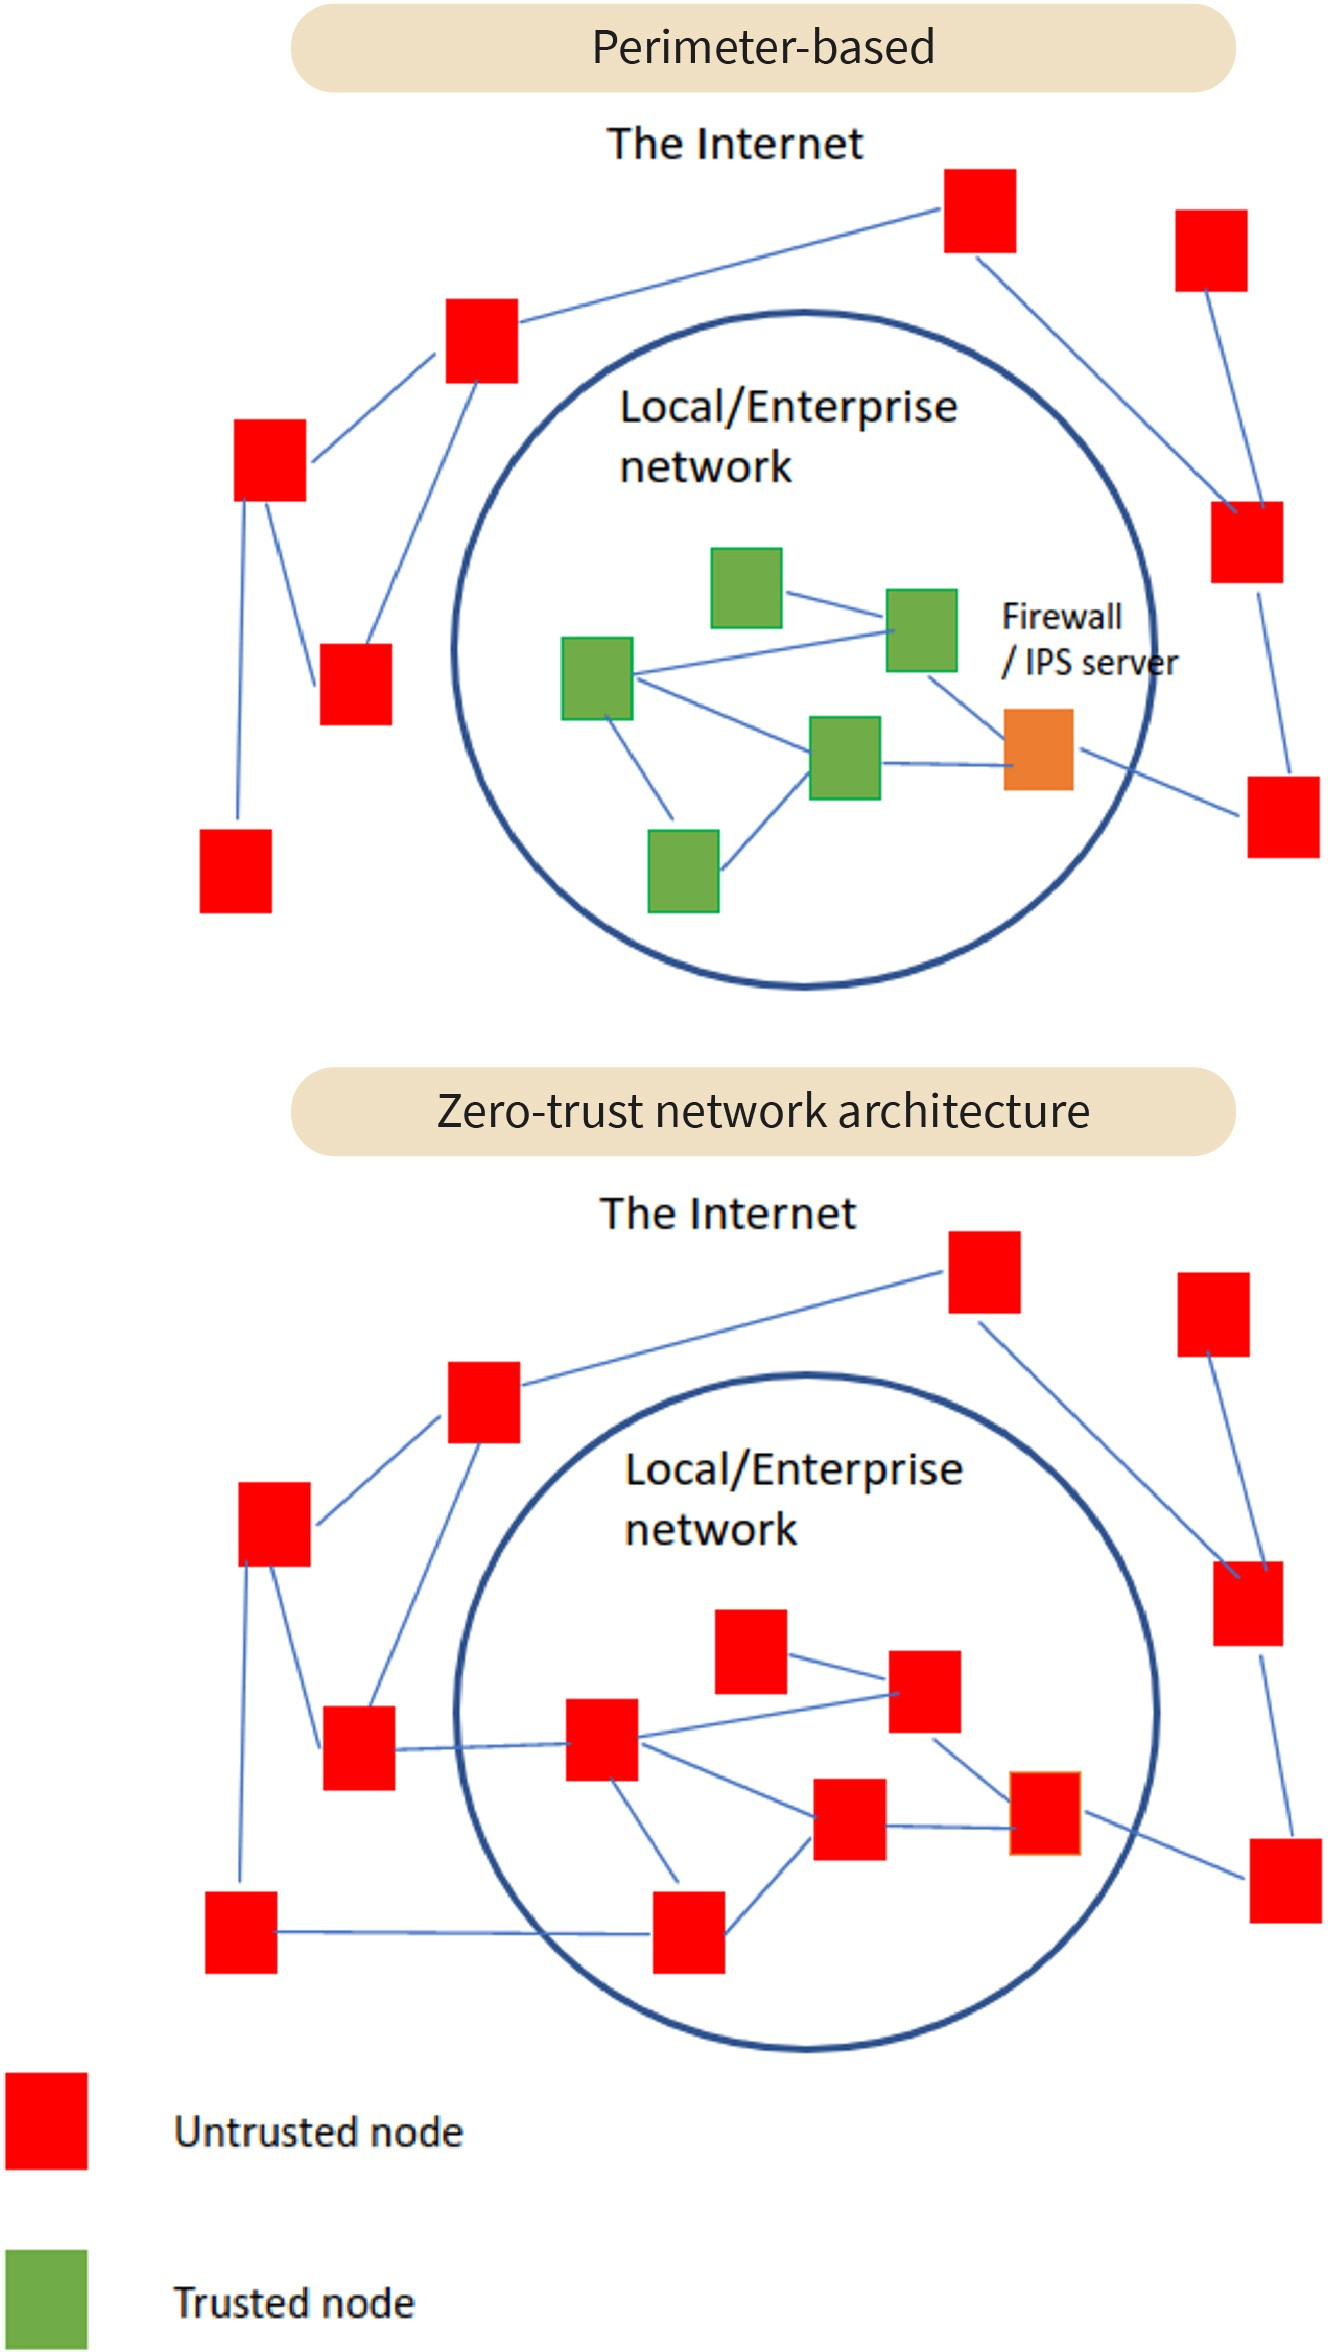 Perimeter-based
The Internet
Local/Enterprise
network
Firewall
/ IPS server
Zero-trust network architecture
The Internet
Local/Enterprise
network
Untrusted node
Trusted node